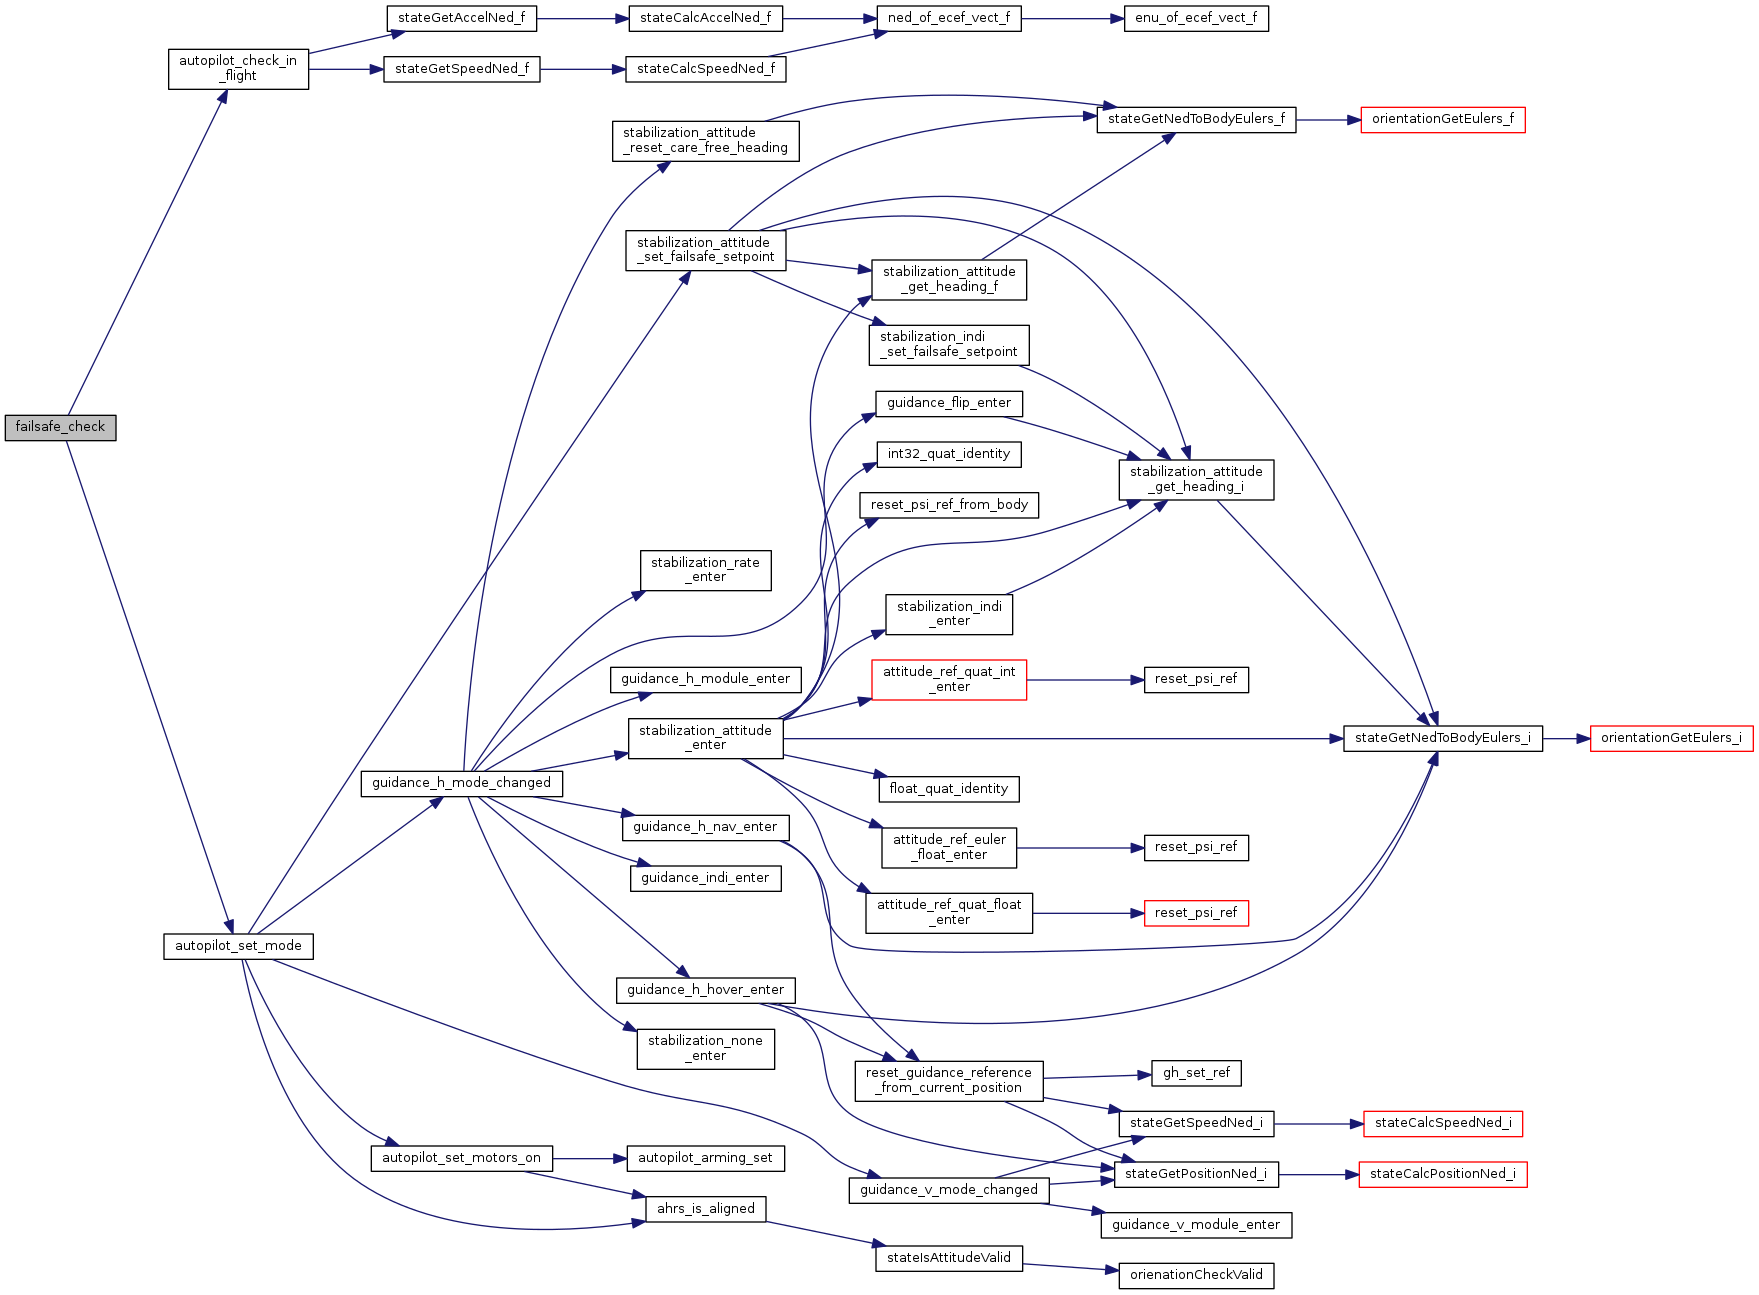 stateGetAccelNed_f
stateCalcAccelNed_f
ned_of_ecef_vect_f
enu_of_ecef_vect_f
autopilot_check_in
_flight
stateGetSpeedNed_f
stateCalcSpeedNed_f
stabilization_attitude
_reset_care_free_heading
stateGetNedToBodyEulers_f
orientationGetEulers_f
stabilization_attitude
_set_failsafe_setpoint
stabilization_attitude
_get_heading_f
stabilization_indi
_set_failsafe_setpoint
guidance_flip_enter
failsafe_check
int32_quat_identity
stabilization_attitude
_get_heading_i
reset_psi_ref_from_body
stabilization_rate
_enter
stabilization_indi
_enter
guidance_h_module_enter
attitude_ref_quat_int
_enter
reset_psi_ref
stabilization_attitude
_enter
stateGetNedToBodyEulers_i
orientationGetEulers_i
guidance_h_mode_changed
float_quat_identity
guidance_h_nav_enter
attitude_ref_euler
_float_enter
reset_psi_ref
guidance_indi_enter
attitude_ref_quat_float
_enter
reset_psi_ref
autopilot_set_mode
guidance_h_hover_enter
stabilization_none
_enter
reset_guidance_reference
_from_current_position
gh_set_ref
stateGetSpeedNed_i
stateCalcSpeedNed_i
autopilot_set_motors_on
autopilot_arming_set
stateGetPositionNed_i
stateCalcPositionNed_i
guidance_v_mode_changed
ahrs_is_aligned
guidance_v_module_enter
stateIsAttitudeValid
orienationCheckValid